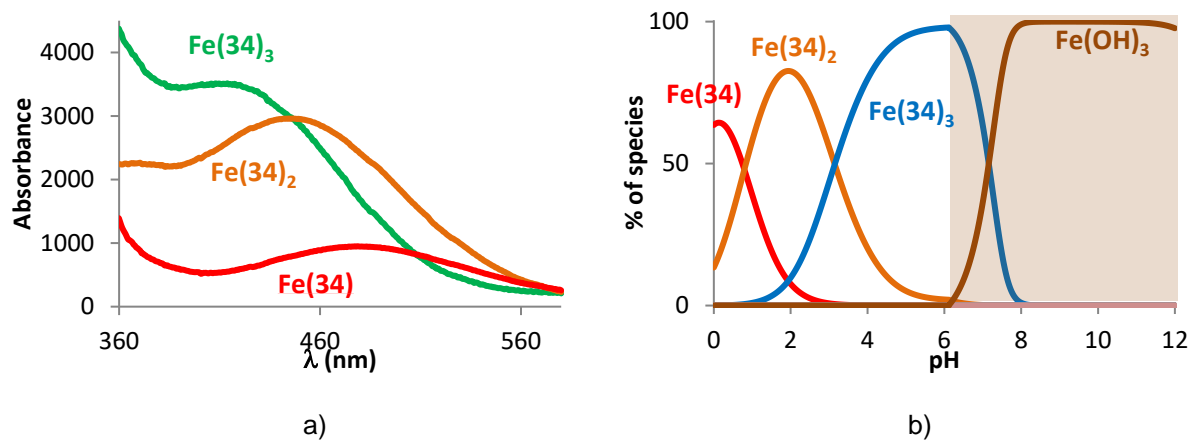 Absorbance
4000
3000
2000
1000
0
360
460
560
λ (nm)
Fe(34)₃
Fe(34)₂
Fe(34)
a)
% of species
100
50
0
0
2
4
6
8
10
12
pH
Fe(34)
Fe(34)₂
Fe(34)₃
Fe(OH)₃
b)